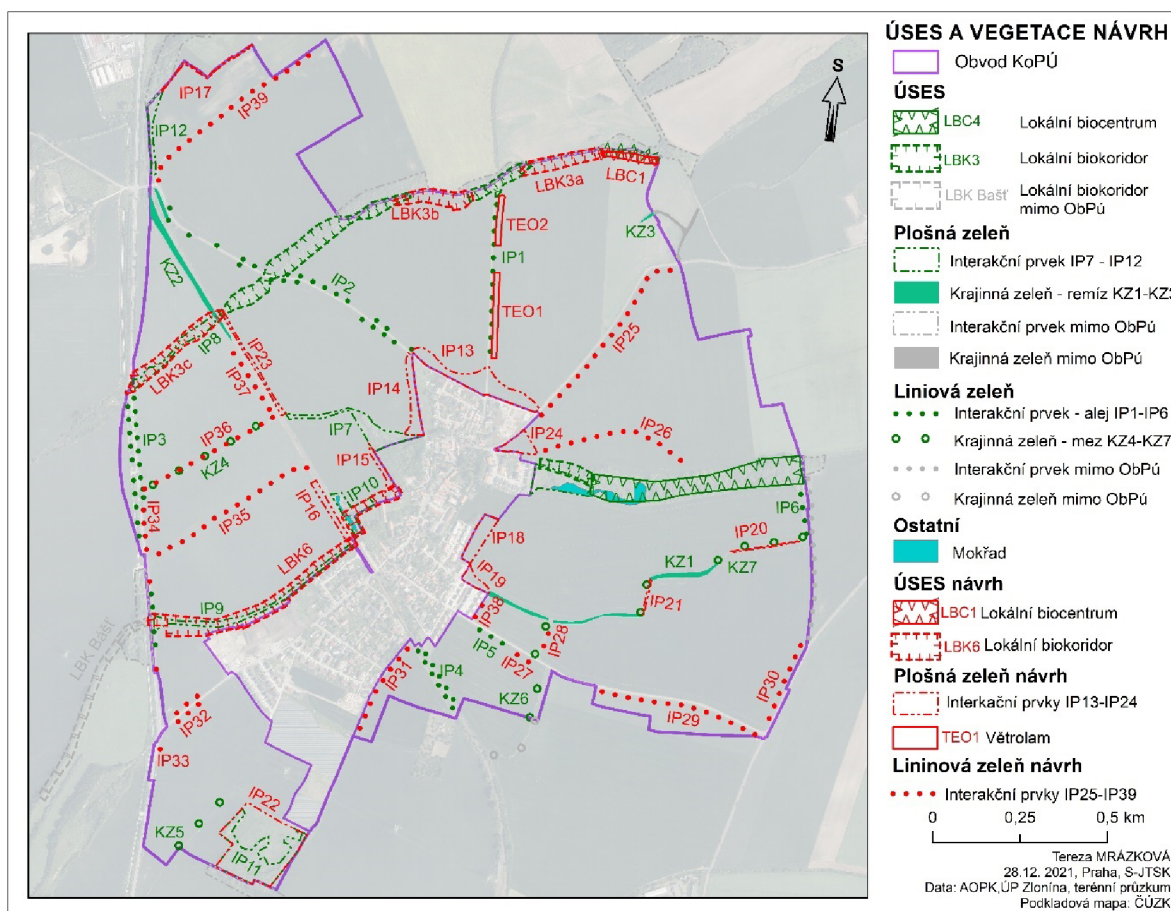 ÚSES A VEGETACE NÁVRH
Obvod KoPÚ
ÚSES
LBC4 Lokální biocentrum
LBK3 Lokální biokoridor
LBK Bašť Lokální biokoridor
mimo ObPú
Plošná zeleň
Interakční prvek IP7 - IP12
Krajinná zeleň - remíz KZ1-KZ3
Interakční prvek mimo ObPú
Krajinná zeleň mimo ObPú
Liniová zeleň
Interakční prvek - alej IP1-IP6
Krajinná zeleň - mez KZ4-KZ7
Interakční prvek mimo ObPú
Krajinná zeleň mimo ObPú
Ostatní
Mokřad
ÚSES návrh
LBC1 Lokální biocentrum
LBK6 Lokální biokoridor
Plošná zeleň návrh
Interkační prvky IP13-IP24
TEO1 Větrolam
Lininová zeleň návrh
Interakční prvky IP25-IP39
0 0,25 0,5 km
Tereza MRÁZKOVÁ
28.12. 2021, Praha, S-JTSK
Data: AOPK,ÚP Zlonína, terénní průzkum
Podkladová mapa: ČÚZK
S
IP17
IP39
IP12
LBK3a
LBC1
LBK3b
KZ3
TEO2
IP1
KZ2
IP2
TEO1
IP25
IP8
IP23
IP13
LBK3c
IP37
IP14
IP3
IP36
IP7
IP24
IP26
KZ4
IP15
IP10
IP16
IP34
IP35
IP6
IP18
IP20
LBK6
KZ1
KZ7
IP19
IP21
IP9
IP38
IP28
LBK Bašť
IP5
IP27
IP31
IP4
IP30
KZ6
IP29
IP32
IP33
IP22
KZ5
IP11